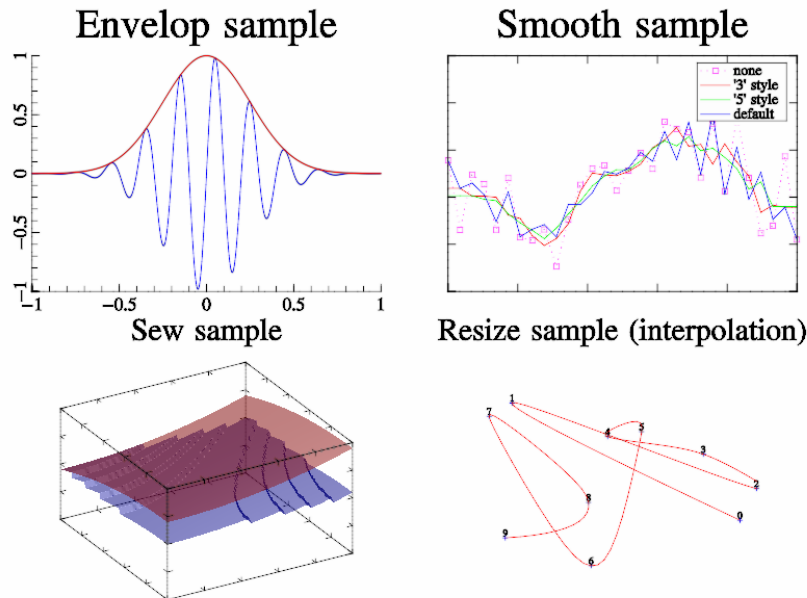 Envelop sample
1
0.5
0
−0.5
−1
−1
−0.5
0
0.5
1
Smooth sample
none
'3' style
'5' style
default
Sew sample
Resize sample (interpolation)
1
7
4
5
3
2
8
0
9
6